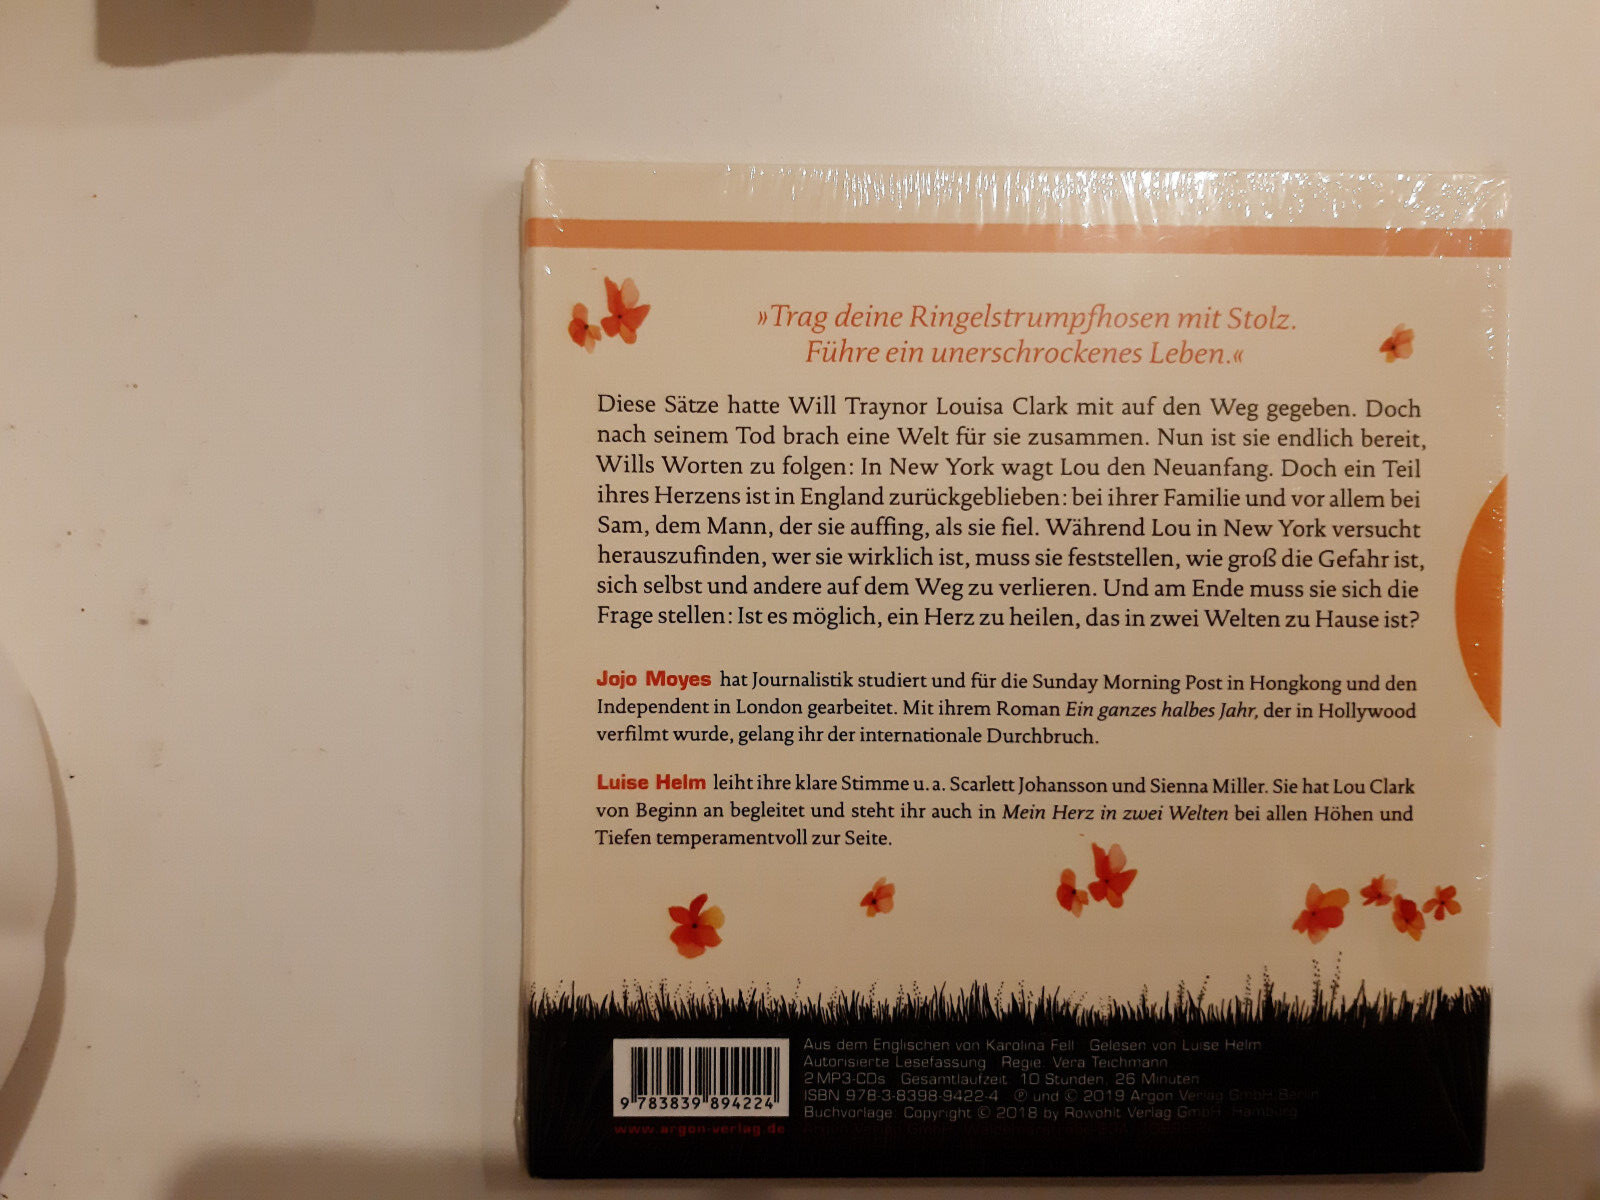 »Trag deine Ringelstrumpfhosen mit Stolz.
Führe ein unerschrockenes Leben.«
Diese Sätze hatte Will Traynor Louisa Clark mit auf den Weg gegeben. Doch
nach seinem Tod brach eine Welt für sie zusammen. Nun ist sie endlich bereit,
Wills Worten zu folgen: In New York wagt Lou den Neuanfang. Doch ein Teil
ihres Herzens ist in England zurückgeblieben: bei ihrer Familie und vor allem bei
Sam, dem Mann, der sie auffing, als sie fiel. Während Lou in New York versucht
herauszufinden, wer sie wirklich ist, muss sie feststellen, wie groß die Gefahr ist,
sich selbst und andere auf dem Weg zu verlieren. Und am Ende muss sie sich die
Frage stellen: Ist es möglich, ein Herz zu heilen, das in zwei Welten zu Hause ist?
Jojo Moyes hat Journalistik studiert und für die Sunday Morning Post in Hongkong und den
Independent in London gearbeitet. Mit ihrem Roman Ein ganzes halbes Jahr, der in Hollywood
verfilmt wurde, gelang ihr der internationale Durchbruch.
Luise Helm leiht ihre klare Stimme u. a. Scarlett Johansson und Sienna Miller. Sie hat Lou Clark
von Beginn an begleitet und steht ihr auch in Mein Herz in zwei Welten bei allen Höhen und
Tiefen temperamentvoll zur Seite.
Aus dem Englischen von Karolina Fell Gelesen von Luise Helm
Autorisierte Lesefassung Regie: Vera Teichmann
2 MP3-CDs Gesamtlaufzeit 10 Stunden, 26 Minuten
ISBN 978-3-8398-9422-4 ℗ und © 2019 Argon Verlag GmbH Berlin
Buchvorlage: Copyright © 2018 by Rowohlt Verlag GmbH, Hamburg
9 783839 894224
www.argon-verlag.de